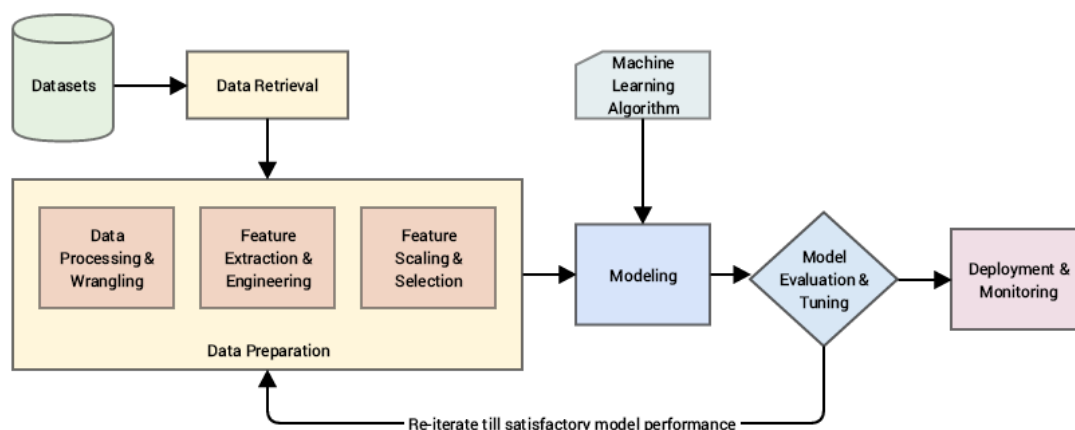 Datasets
Data Retrieval
Machine
Learning
Algorithm
Data
Processing &
Wrangling
Feature
Extraction &
Engineering
Feature
Scaling &
Selection
Data Preparation
Modeling
Model
Evaluation &
Tuning
Deployment &
Monitoring
Re-iterate till satisfactory model performance